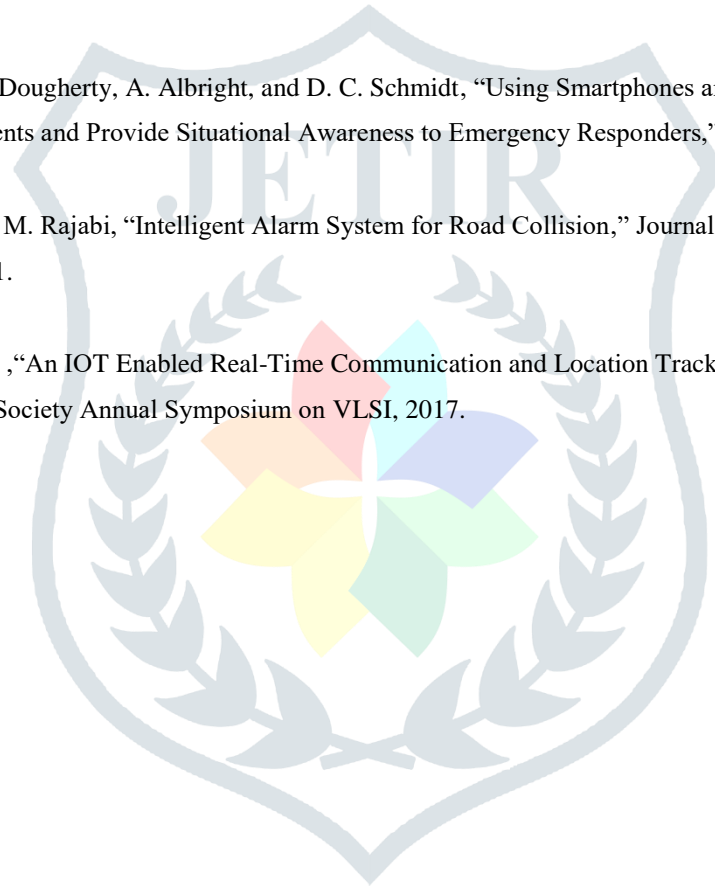 Dougherty, A. Albright, and D. C. Schmidt, “Using Smartphones a
ents and Provide Situational Awareness to Emergency Responders,”
JETIR
M. Rajabi, “Intelligent Alarm System for Road Collision,” Journal
.
,“An IOT Enabled Real-Time Communication and Location Track
Society Annual Symposium on VLSI, 2017.